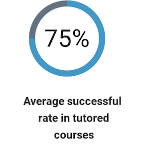 75%
Average successful
rate in tutored
courses